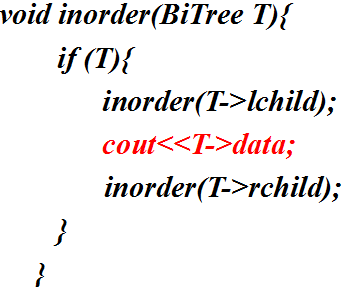 void inorder(BiTree T){
if (T){
inorder(T->lchild);
cout<<T->data;
inorder(T->rchild);
}
}